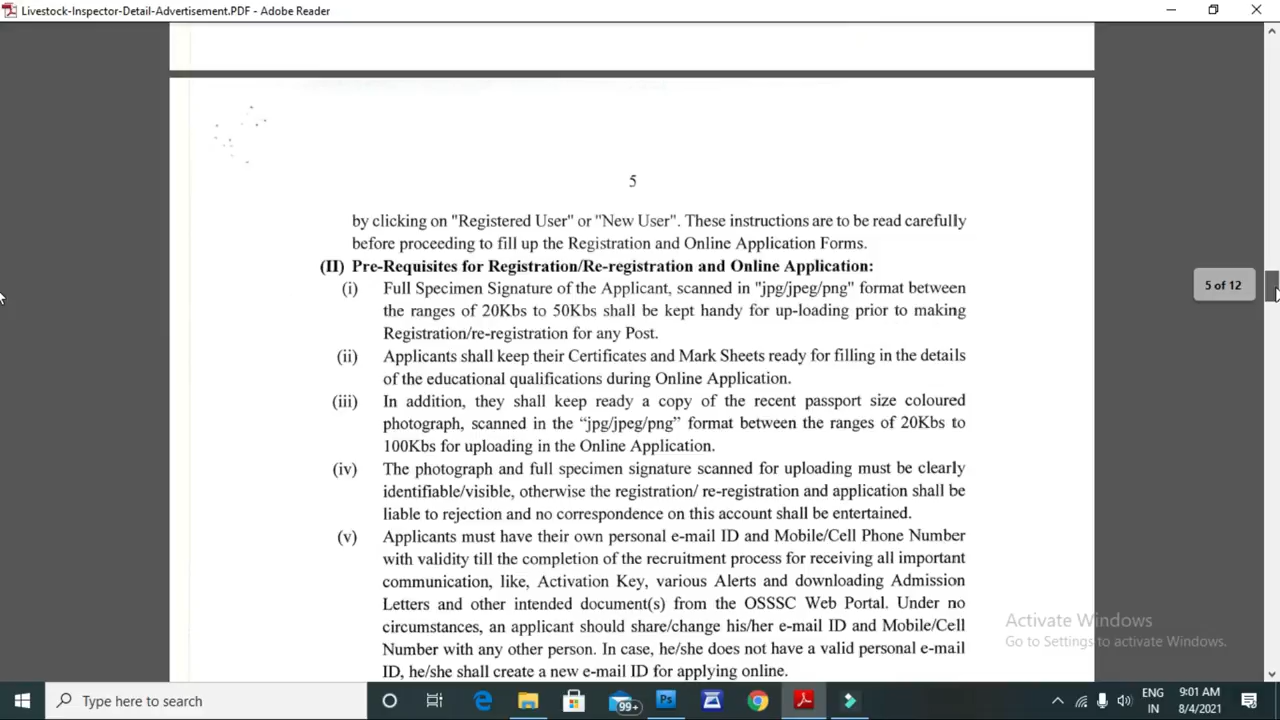 Livestock-Inspector-Detail-Advertisement.PDF - Adobe Reader
5
by clicking on "Registered User" or "New User". These instructions are to be read carefully
before proceeding to fill up the Registration and Online Application Forms.
(II) Pre-Requisites for Registration/Re-registration and Online Application:
(i) Full Specimen Signature of the Applicant, scanned in "jpg/jpeg/png" format between
the ranges of 20Kbs to 50Kbs shall be kept handy for up-loading prior to making
Registration/re-registration for any Post.
5 of 12
(ii) Applicants shall keep their Certificates and Mark Sheets ready for filling in the details
of the educational qualifications during Online Application.
(iii) In addition, they shall keep ready a copy of the recent passport size coloured
photograph, scanned in the “jpg/jpeg/png” format between the ranges of 20Kbs to
100Kbs for uploading in the Online Application.
(iv) The photograph and full specimen signature scanned for uploading must be clearly
identifiable/visible, otherwise the registration/ re-registration and application shall be
liable to rejection and no correspondence on this account shall be entertained.
(v) Applicants must have their own personal e-mail ID and Mobile/Cell Phone Number
with validity till the completion of the recruitment process for receiving all important
communication, like, Activation Key, various Alerts and downloading Admission
Letters and other intended document(s) from the OSSSC Web Portal. Under no
circumstances, an applicant should share/change his/her e-mail ID and Mobile/Cell
Number with any other person. In case, he/she does not have a valid personal e-mail
ID, he/she shall create a new e-mail ID for applying online.
Activate Windows
Go to Settings to activate Windows.
Type here to search
99+
Ps
ENG
IN
9:01 AM
8/4/2021